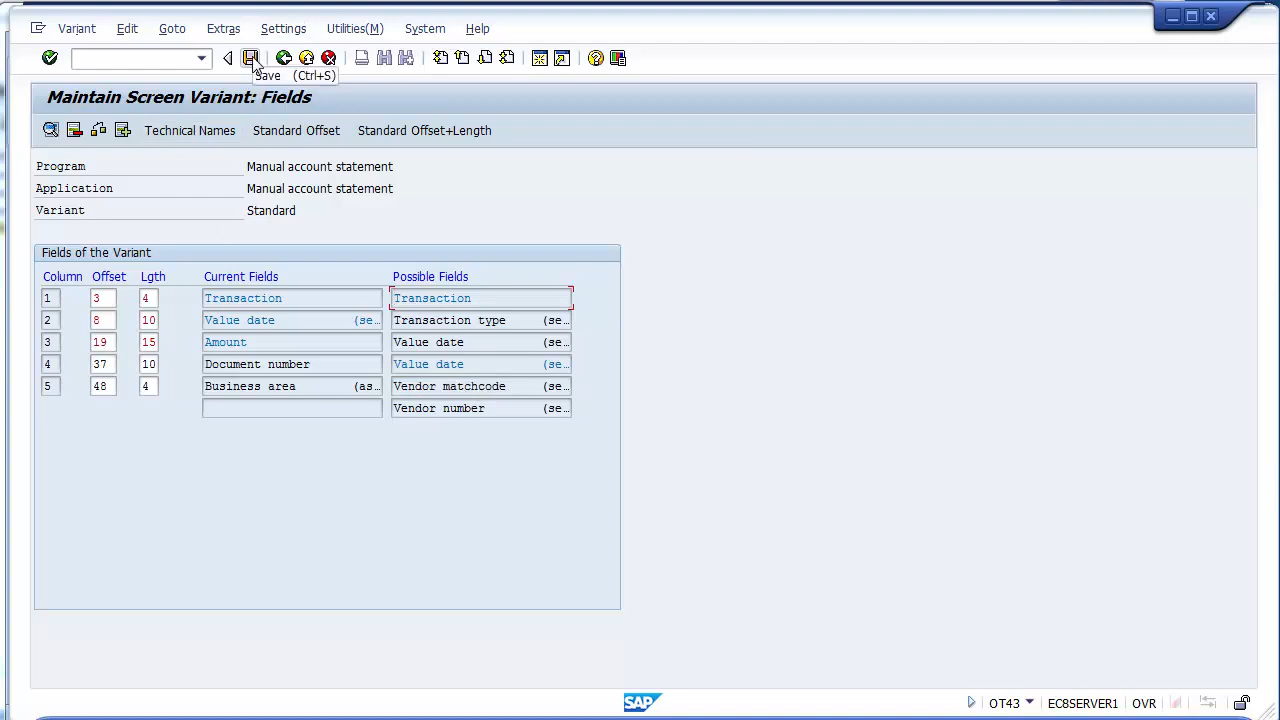 Variant Edit Goto Extras Settings Utilities(M) System Help
Save (Ctrl+S)
Maintain Screen Variant: Fields
Technical Names Standard Offset Standard Offset+Length
Program Manual account statement
Application Manual account statement
Variant Standard
Fields of the Variant
Column Offset Lgth Current Fields Possible Fields
1 3 4 Transaction Transaction
2 8 10 Value date (se… Transaction type (se…
3 19 15 Amount Value date (se…
4 37 10 Document number Value date (se…
5 48 4 Business area (as… Vendor matchcode (se…
Vendor number (se…
SAP OT43 EC8SERVER1 OVR